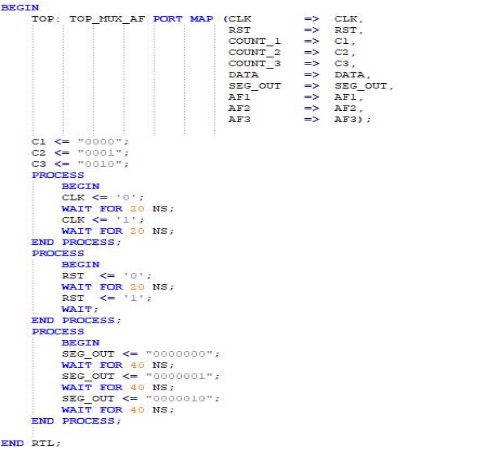 BEGIN
TOP: TOP_MUX_AF PORT MAP (CLK => CLK,
RST => RST,
COUNT_1 => C1,
COUNT_2 => C2,
COUNT_3 => C3,
DATA => DATA,
SEG_OUT => SEG_OUT,
AF1 => AF1,
AF2 => AF2,
AF3 => AF3);
C1 <= "0000";
C2 <= "0001";
C3 <= "0010";
PROCESS
BEGIN
CLK <= '0';
WAIT FOR 20 NS;
CLK <= '1';
WAIT FOR 20 NS;
END PROCESS;
PROCESS
BEGIN
RST <= '0';
WAIT FOR 20 NS;
RST <= '1';
WAIT;
END PROCESS;
PROCESS
BEGIN
SEG_OUT <= "0000000";
WAIT FOR 40 NS;
SEG_OUT <= "0000001";
WAIT FOR 40 NS;
SEG_OUT <= "0000010";
WAIT FOR 40 NS;
END PROCESS;
END RTL;